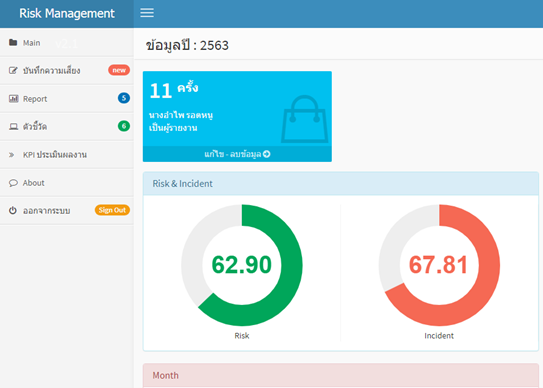 Risk Management
Main
บันทึกความเสี่ยง new
Report 5
ตัวชี้วัด 6
KPI ประเมินผลงาน
About
ออกจากระบบ Sign Out
ข้อมูลปี : 2563
11 ครั้ง
นางอำไพ รอดหนู
เป็นผู้รายงาน
แก้ไข - ลบข้อมูล
Risk & Incident
62.90
67.81
Risk
Incident
Month